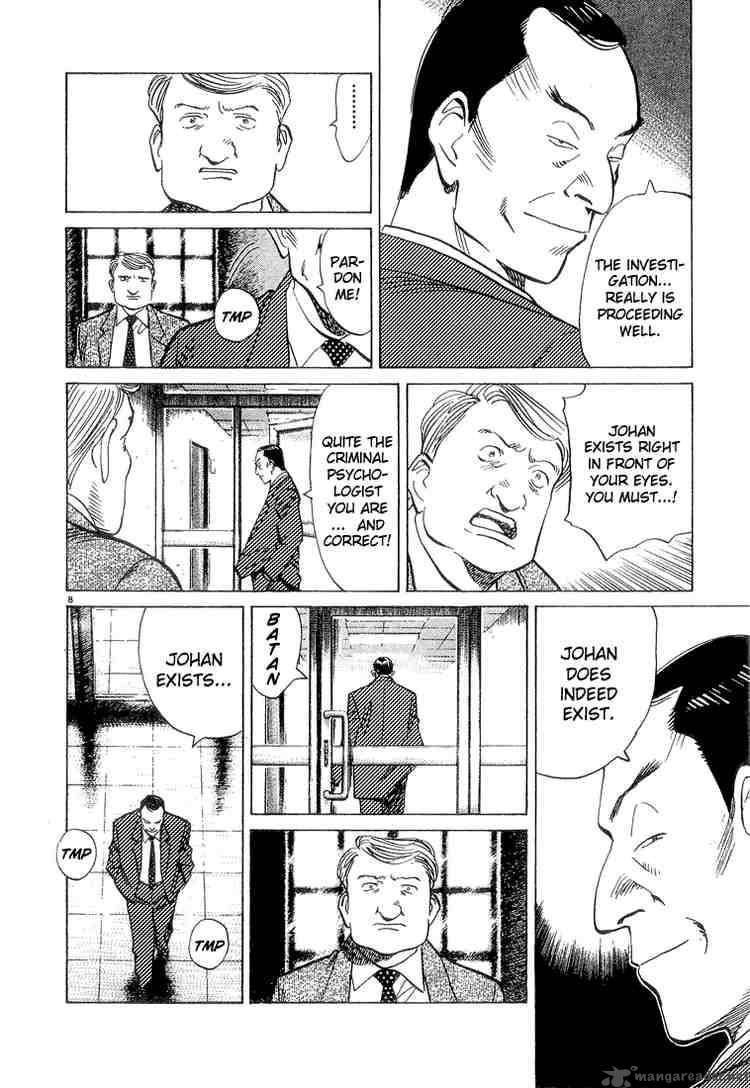 THE INVESTI-
GATION...
REALLY IS
PROCEEDING
WELL.
.........
PAR-
DON
ME!
TMP
JOHAN
EXISTS RIGHT
IN FRONT OF
YOUR EYES.
YOU MUST...!
QUITE THE
CRIMINAL
PSYCHO-
LOGIST
YOU ARE
... AND
CORRECT!
8
JOHAN
DOES
INDEED
EXIST.
BATAN
JOHAN
EXISTS...
TMP
TMP
mangareader.net